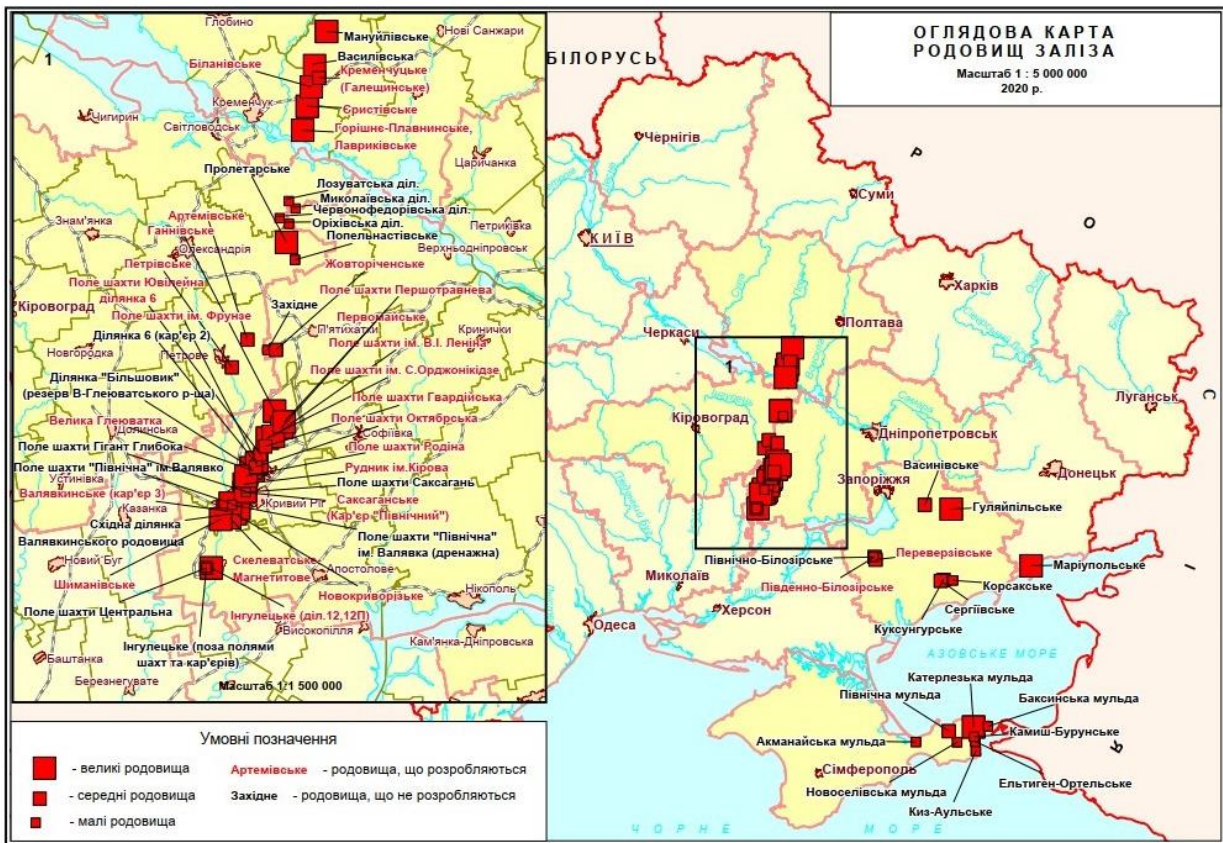 ОГЛЯДОВА КАРТА
РОДОВИЩ ЗАЛІЗА
Масштаб 1 : 5 000 000
2020 р.
1
Глобино
Мануйлівське
Нові Санжари
Василівська
Біланівське
Кременчуцьке
(Галещинське)
Кременчук
Єристівське
Чигирин
Світловодськ
Горішнє-Плавнинське,
Лавриківське
Царичанка
Пролетарське
Лозуватська діл.
Миколаївська діл.
Червонофедорівська діл.
Оріхівська діл.
Попельнастівське
Знам'янка
Артемівське
Ганнівське
Олександрія
Петриківка
Верхньодніпровськ
Петрівське
Жовторіченське
Поле шахти Ювілейна
ділянка 6
Поле шахти Першотравнева
Кіровоград
Поле шахти ім. Фрунзе
Західне
Первомайське
П'ятихатки
Кринички
Ділянка 6 (кар'єр 2)
Поле шахти ім. В.І. Леніна
Новгородка
Петрове
Поле шахти ім. С.Орджонікідзе
Ділянка "Більшовик"
(резерв В-Глеюватського р-ща)
Поле шахти Гвардійська
Велика Глеюватка
Поле шахти Октябрська
Долинська
Софіївка
Поле шахти Гігант Глибока
Поле шахти Родіна
Поле шахти "Північна" ім.Валявко
Рудник ім.Кірова
Устинівка
Поле шахти Саксагань
Валявкинське (кар'єр 3)
Кривий Ріг
Саксаганське
(Кар'єр "Північний")
Казанка
Східна ділянка
Валявкинського родовища
Поле шахти "Північна"
ім. Валявка (дренажна)
Новий Буг
Скелеватське
Магнетитове
Апостолове
Шиманівське
Новокриворізьке
Нікополь
Поле шахти Центральна
Інгулецьке (діл.12,12П)
Високопілля
Інгулецьке (поза полями
шахт та кар'єрів)
Кам'янка-Дніпровська
Баштанка
Березнегувате
Масштаб 1:1 500 000
БІЛОРУСЬ
Чернігів
Р О С І Я
Суми
КИЇВ
Харків
Полтава
Черкаси
1
Луганськ
Кіровоград
Дніпропетровськ
Донецьк
Васинівське
Запоріжжя
Гуляйпільське
Північно-Білозірське
Переверзівське
Маріупольське
Південно-Білозірське
Миколаїв
Корсакське
Сергіївське
Херсон
Одеса
Куксунгурське
АЗОВСЬКЕ МОРЕ
Катерлезька мульда
Північна мульда
Баксинська мульда
Акманайська мульда
Камиш-Бурунське
Сімферополь
Ельтиген-Ортельське
Новоселівська мульда
Киз-Аульське
ЧОРНЕ МОРЕ
Умовні позначення
- великі родовища
Артемівське - родовища, що розробляються
- середні родовища
Західне - родовища, що не розробляються
- малі родовища